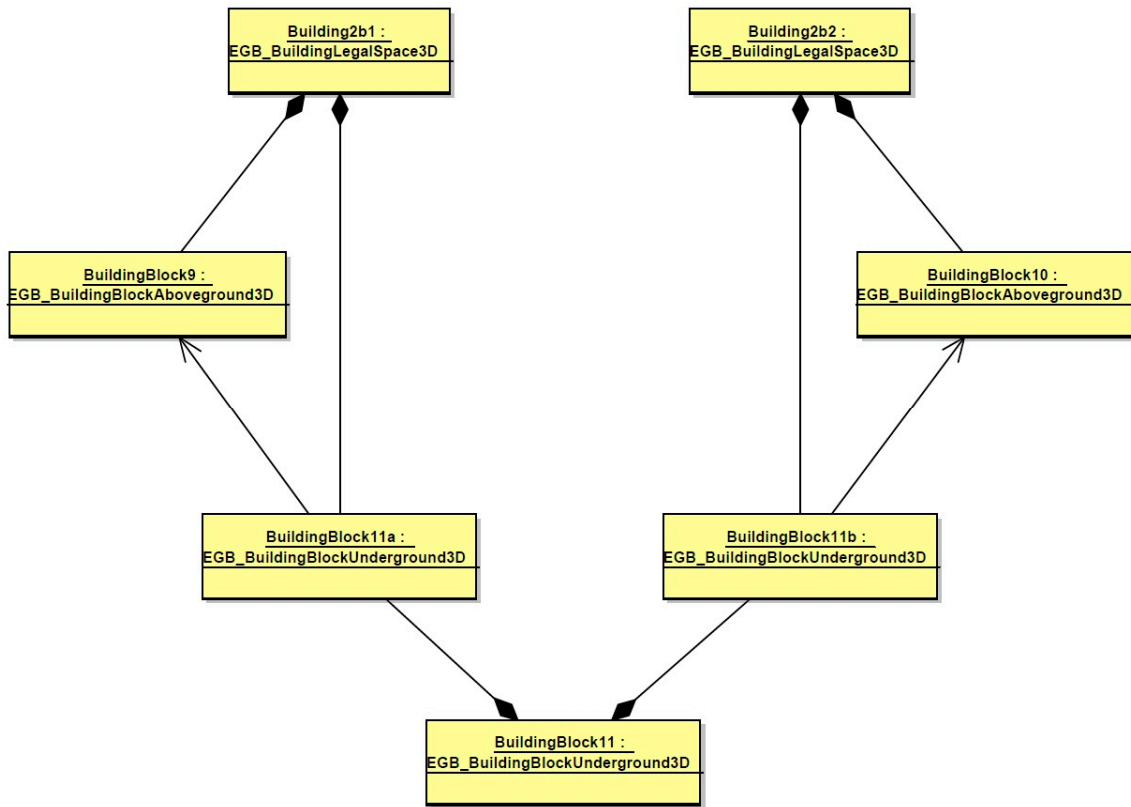 Building2b1 :
EGB_BuildingLegalSpace3D
Building2b2 :
EGB_BuildingLegalSpace3D
BuildingBlock9 :
EGB_BuildingBlockAboveground3D
BuildingBlock10 :
EGB_BuildingBlockAboveground3D
BuildingBlock11a :
EGB_BuildingBlockUnderground3D
BuildingBlock11b :
EGB_BuildingBlockUnderground3D
BuildingBlock11 :
EGB_BuildingBlockUnderground3D